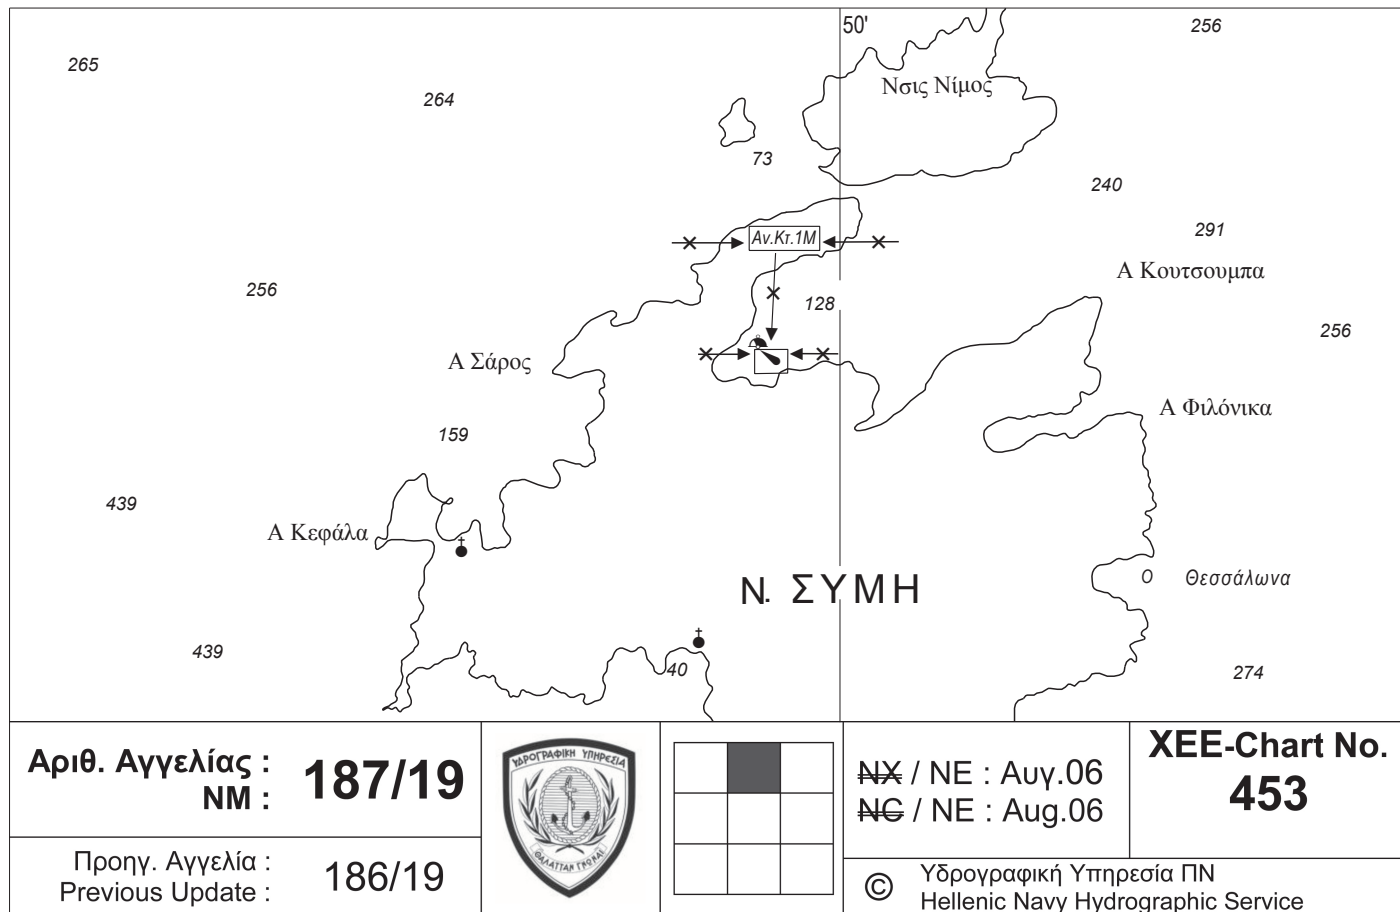 50'
256
265
Νσις Νίμος
264
73
240
291
Αν.Κτ.1Μ
Α Κουτσουμπα
256
128
256
Α Σάρος
Α Φιλόνικα
159
439
Α Κεφάλα
Θεσσάλωνα
Ν. ΣΥΜΗ
439
40
274
Αριθ. Αγγελίας :
NM :
187/19
Προηγ. Αγγελία :
Previous Update :
186/19
ΥΔΡΟΓΡΑΦΙΚΗ ΥΠΗΡΕΣΙΑ
ΘΑΛΑΤΤΑΝ ΓΝΩΝΑΙ
ΝΧ / ΝΕ : Αυγ.06
NC / NE : Aug.06
ΧΕΕ-Chart No.
453
© Υδρογραφική Υπηρεσία ΠΝ
Hellenic Navy Hydrographic Service